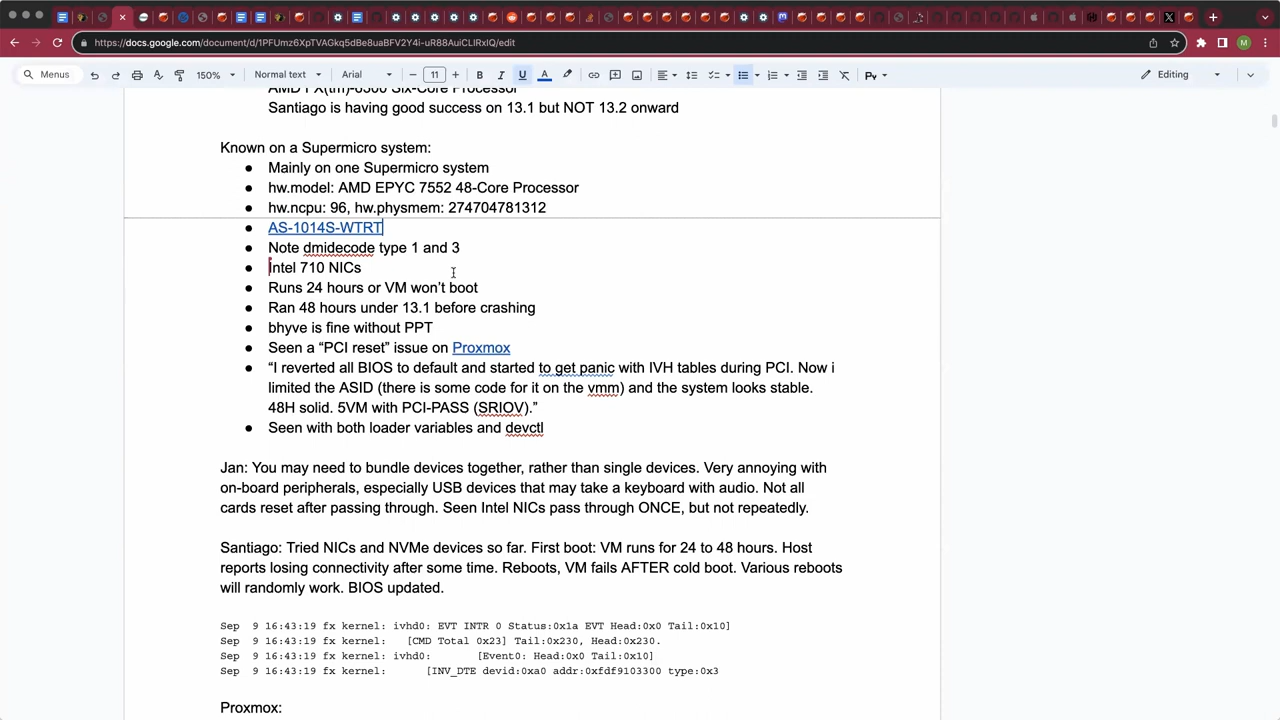 https://docs.google.com/document/d/1PFUmz6XpTVAGkq5dBe8uaBFV2Y4i-uR88AuiCLIRxIQ/edit
M
Menus
150%
Normal text
Arial
11
Editing
AMD FX(tm)-6300 Six-Core Processor
Santiago is having good success on 13.1 but NOT 13.2 onward
Known on a Supermicro system:
● Mainly on one Supermicro system
● hw.model: AMD EPYC 7552 48-Core Processor
● hw.ncpu: 96, hw.physmem: 274704781312
● AS-1014S-WTRT
● Note dmidecode type 1 and 3
● Intel 710 NICs
● Runs 24 hours or VM won’t boot
● Ran 48 hours under 13.1 before crashing
● bhyve is fine without PPT
● Seen a “PCI reset” issue on Proxmox
● “I reverted all BIOS to default and started to get panic with IVH tables during PCI. Now i
limited the ASID (there is some code for it on the vmm) and the system looks stable.
48H solid. 5VM with PCI-PASS (SRIOV).”
● Seen with both loader variables and devctl
Jan: You may need to bundle devices together, rather than single devices. Very annoying with
on-board peripherals, especially USB devices that may take a keyboard with audio. Not all
cards reset after passing through. Seen Intel NICs pass through ONCE, but not repeatedly.
Santiago: Tried NICs and NVMe devices so far. First boot: VM runs for 24 to 48 hours. Host
reports losing connectivity after some time. Reboots, VM fails AFTER cold boot. Various reboots
will randomly work. BIOS updated.
Sep  9 16:43:19 fx kernel: ivhd0: EVT INTR 0 Status:0x1a EVT Head:0x0 Tail:0x10]
Sep  9 16:43:19 fx kernel:   [CMD Total 0x23] Tail:0x230, Head:0x230.
Sep  9 16:43:19 fx kernel: ivhd0:      [Event0: Head:0x0 Tail:0x10]
Sep  9 16:43:19 fx kernel:      [INV_DTE devid:0xa0 addr:0xfdf9103300 type:0x3
Proxmox: